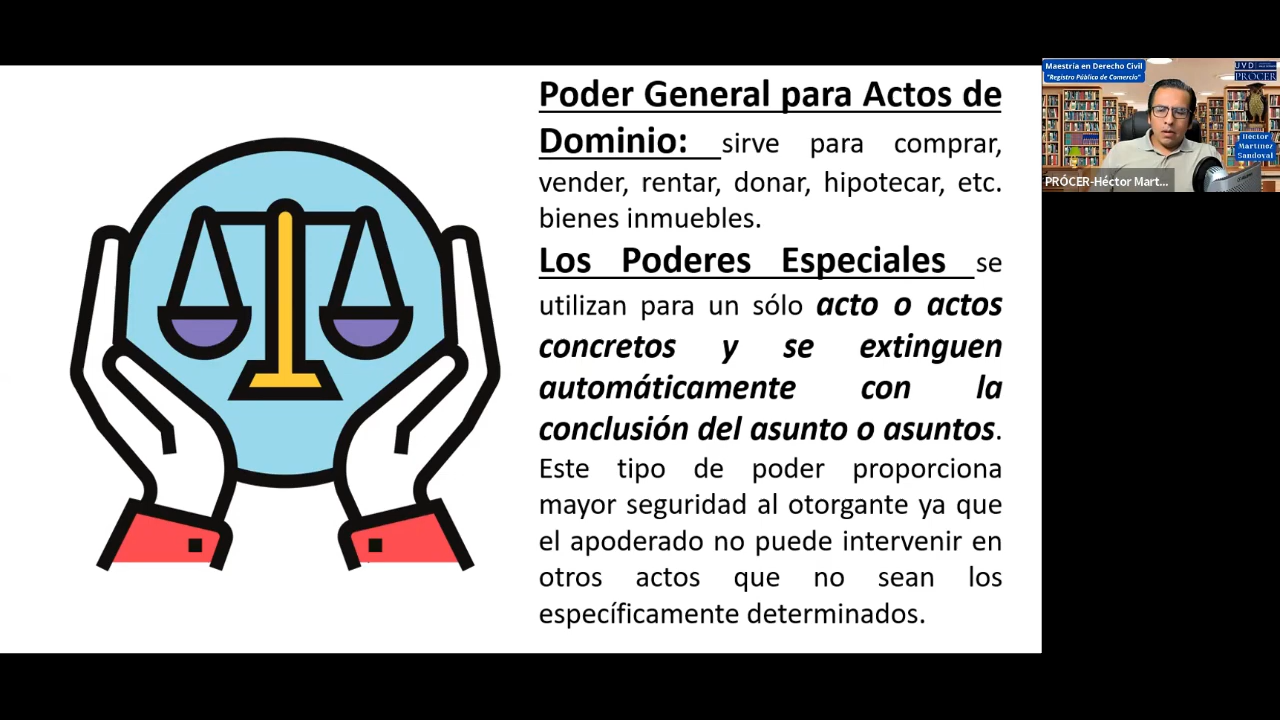 Poder General para Actos de
Dominio: sirve para comprar,
vender, rentar, donar, hipotecar, etc.
bienes inmuebles.
Los Poderes Especiales se
utilizan para un sólo acto o actos
concretos y se extinguen
automáticamente con la
conclusión del asunto o asuntos.
Este tipo de poder proporciona
mayor seguridad al otorgante ya que
el apoderado no puede intervenir en
otros actos que no sean los
específicamente determinados.
Maestría en Derecho Civil
"Registro Público de Comercio"
UVD
PRÓCER
Héctor
Martínez
Sandoval
PRÓCER-Héctor Mart...